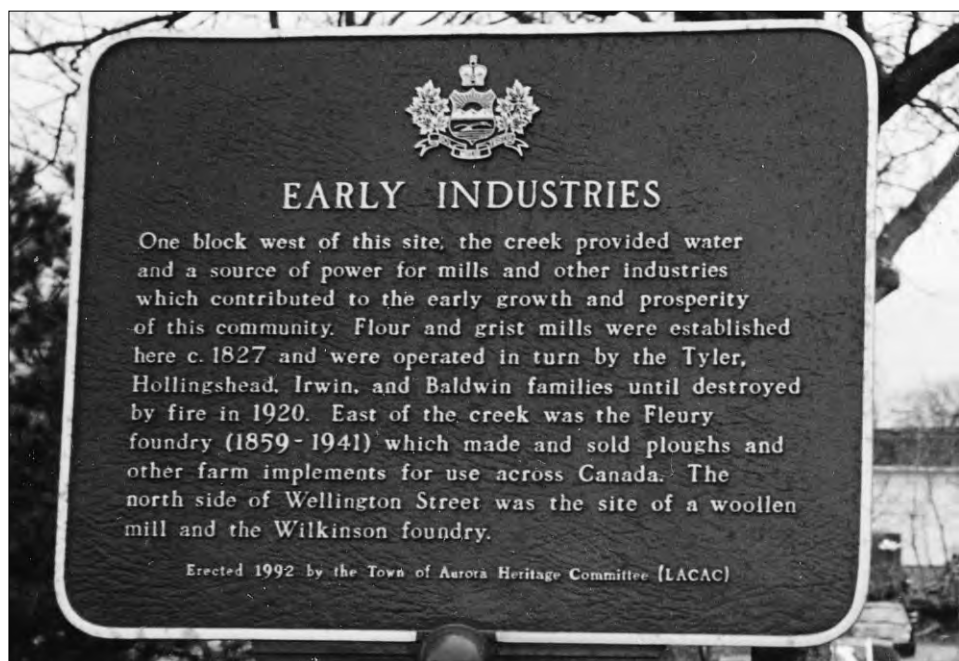 EARLY INDUSTRIES
One block west of this site, the creek provided water
and a source of power for mills and other industries
which contributed to the early growth and prosperity
of this community. Flour and grist mills were established
here c. 1827 and were operated in turn by the Tyler,
Hollingshead, Irwin, and Baldwin families until destroyed
by fire in 1920. East of the creek was the Fleury
foundry (1859-1941) which made and sold ploughs and
other farm implements for use across Canada. The
north side of Wellington Street was the site of a woollen
mill and the Wilkinson foundry.
Erected 1992 by the Town of Aurora Heritage Committee (LACAC)